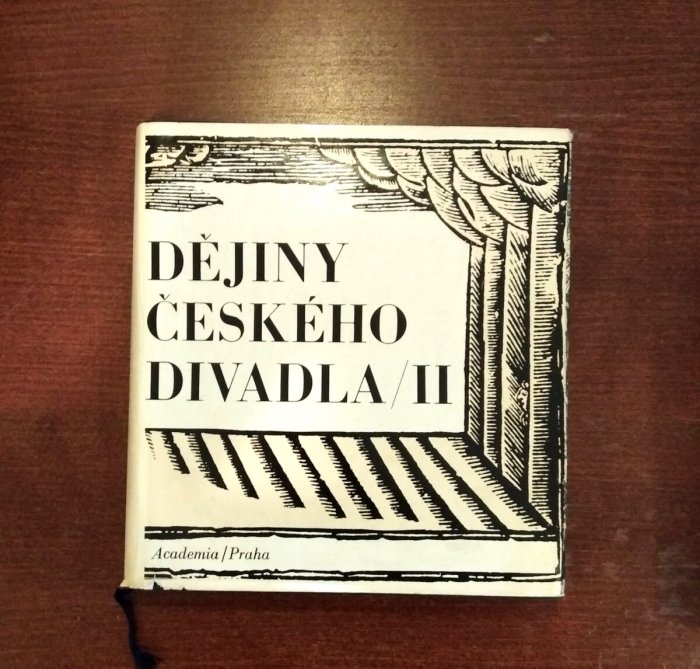 DĚJINY
ČESKÉHO
DIVADLA/II
Academia/Praha